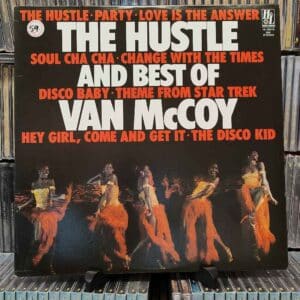 THE HUSTLE · PARTY · LOVE IS THE ANSWER
THE HUSTLE
SOUL CHA CHA · CHANGE WITH THE TIMES
AND BEST OF
DISCO BABY · THEME FROM STAR TREK
VAN McCOY
HEY GIRL, COME AND GET IT · THE DISCO KID